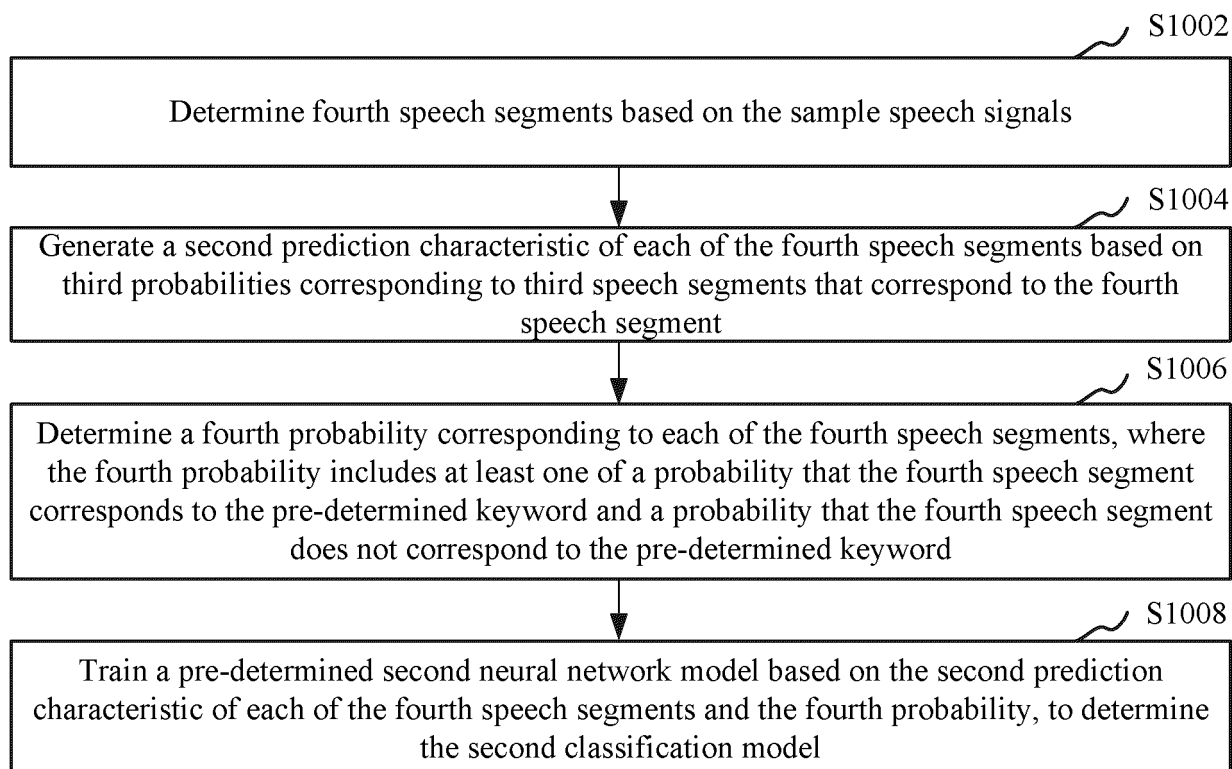 S1002
Determine fourth speech segments based on the sample speech signals
S1004
Generate a second prediction characteristic of each of the fourth speech segments based on
third probabilities corresponding to third speech segments that correspond to the fourth
speech segment
S1006
Determine a fourth probability corresponding to each of the fourth speech segments, where
the fourth probability includes at least one of a probability that the fourth speech segment
corresponds to the pre-determined keyword and a probability that the fourth speech segment
does not correspond to the pre-determined keyword
S1008
Train a pre-determined second neural network model based on the second prediction
characteristic of each of the fourth speech segments and the fourth probability, to determine
the second classification model